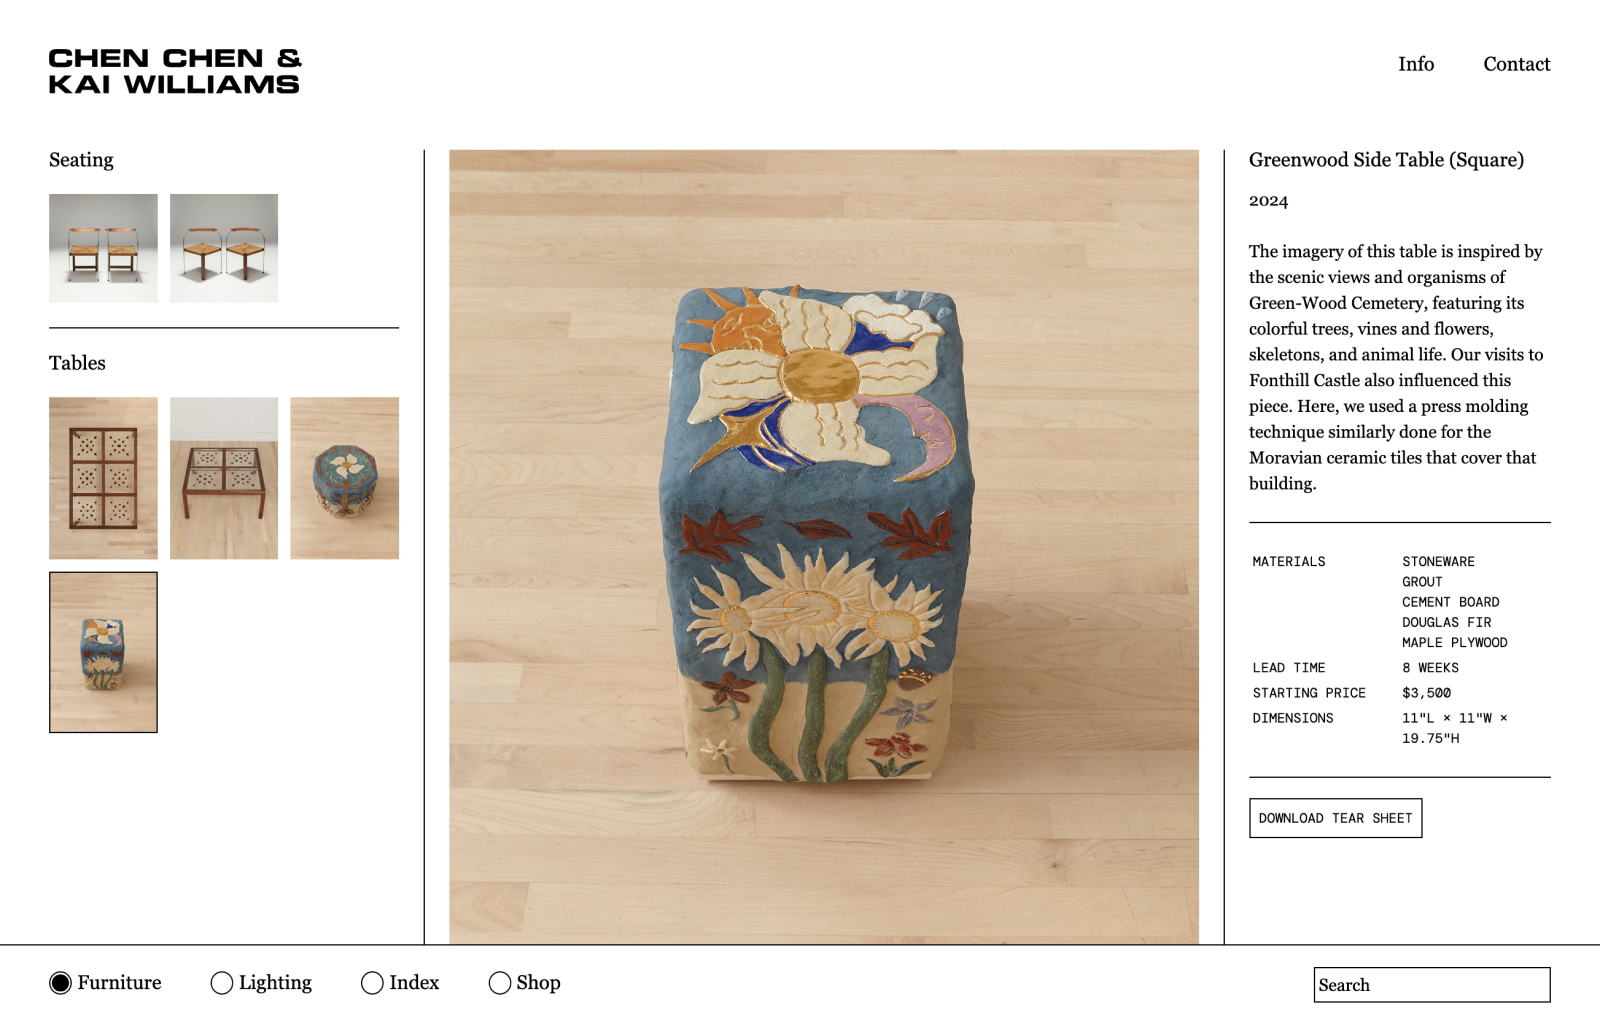 CHEN CHEN &
KAI WILLIAMS
Info
Contact
Seating
Tables
Greenwood Side Table (Square)
2024
The imagery of this table is inspired by
the scenic views and organisms of
Green-Wood Cemetery, featuring its
colorful trees, vines and flowers,
skeletons, and animal life. Our visits to
Fonthill Castle also influenced this
piece. Here, we used a press molding
technique similarly done for the
Moravian ceramic tiles that cover that
building.
MATERIALS
STONEWARE
GROUT
CEMENT BOARD
DOUGLAS FIR
MAPLE PLYWOOD
LEAD TIME
8 WEEKS
STARTING PRICE
$3,500
DIMENSIONS
11"L × 11"W ×
19.75"H
DOWNLOAD TEAR SHEET
Furniture
Lighting
Index
Shop
Search